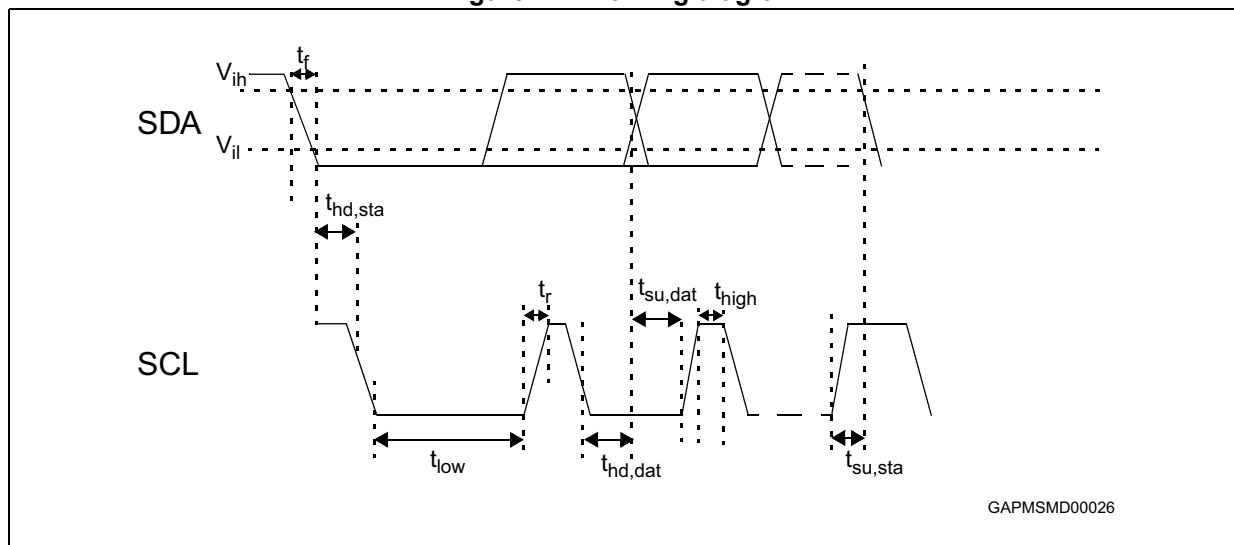 t_f
V_ih
SDA
V_il
t_hd,sta
t_r
t_su,dat
t_high
SCL
t_low
t_hd,dat
t_su,sta
GAPMSMD00026